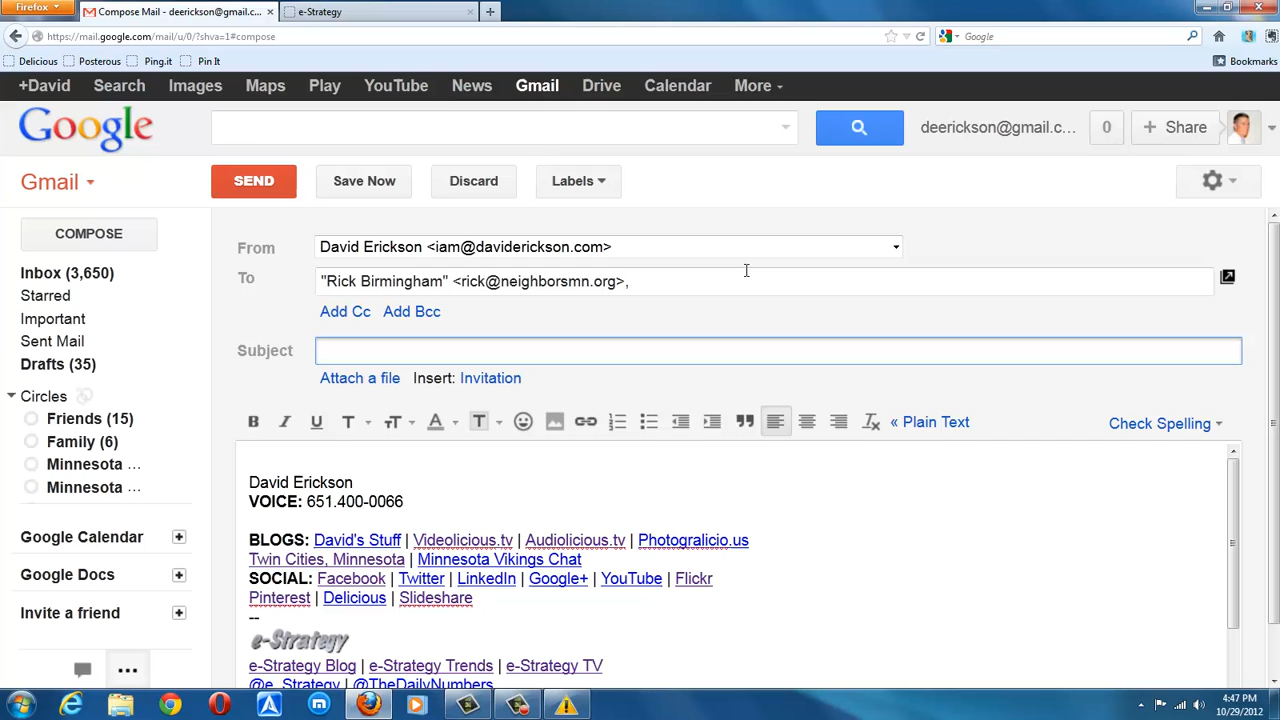 Firefox
Compose Mail - deerickson@gmail.c...
e-Strategy
https://mail.google.com/mail/u/0/?shva=1#compose
Google
Delicious
Posterous
Ping.it
Pin It
Bookmarks
+David
Search
Images
Maps
Play
YouTube
News
Gmail
Drive
Calendar
More
Google
deerickson@gmail.c...
0
+ Share
Gmail
SEND
Save Now
Discard
Labels
COMPOSE
From
David Erickson <iam@daviderickson.com>
Inbox (3,650)
To
"Rick Birmingham" <rick@neighborsmn.org>,
Starred
Add Cc Add Bcc
Important
Sent Mail
Subject
Drafts (35)
Attach a file Insert: Invitation
Circles
Friends (15)
B I U T TT A T
« Plain Text
Check Spelling
Family (6)
Minnesota ...
Minnesota ...
David Erickson
VOICE: 651.400-0066
BLOGS: David's Stuff | Videolicious.tv | Audiolicious.tv | Photogralicio.us
Twin Cities, Minnesota | Minnesota Vikings Chat
SOCIAL: Facebook | Twitter | LinkedIn | Google+ | YouTube | Flickr
Pinterest | Delicious | Slideshare
--
e-Strategy
e-Strategy Blog | e-Strategy Trends | e-Strategy TV
@e_Strategy | @TheDailyNumbers
Google Calendar
Google Docs
Invite a friend
4:47 PM
10/29/2012